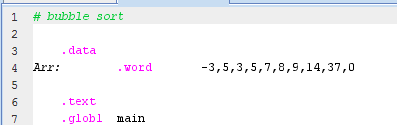 1 # bubble sort
2
3 .data
4 Arr: .word -3,5,3,5,7,8,9,14,37,0
5
6 .text
7 .globl main